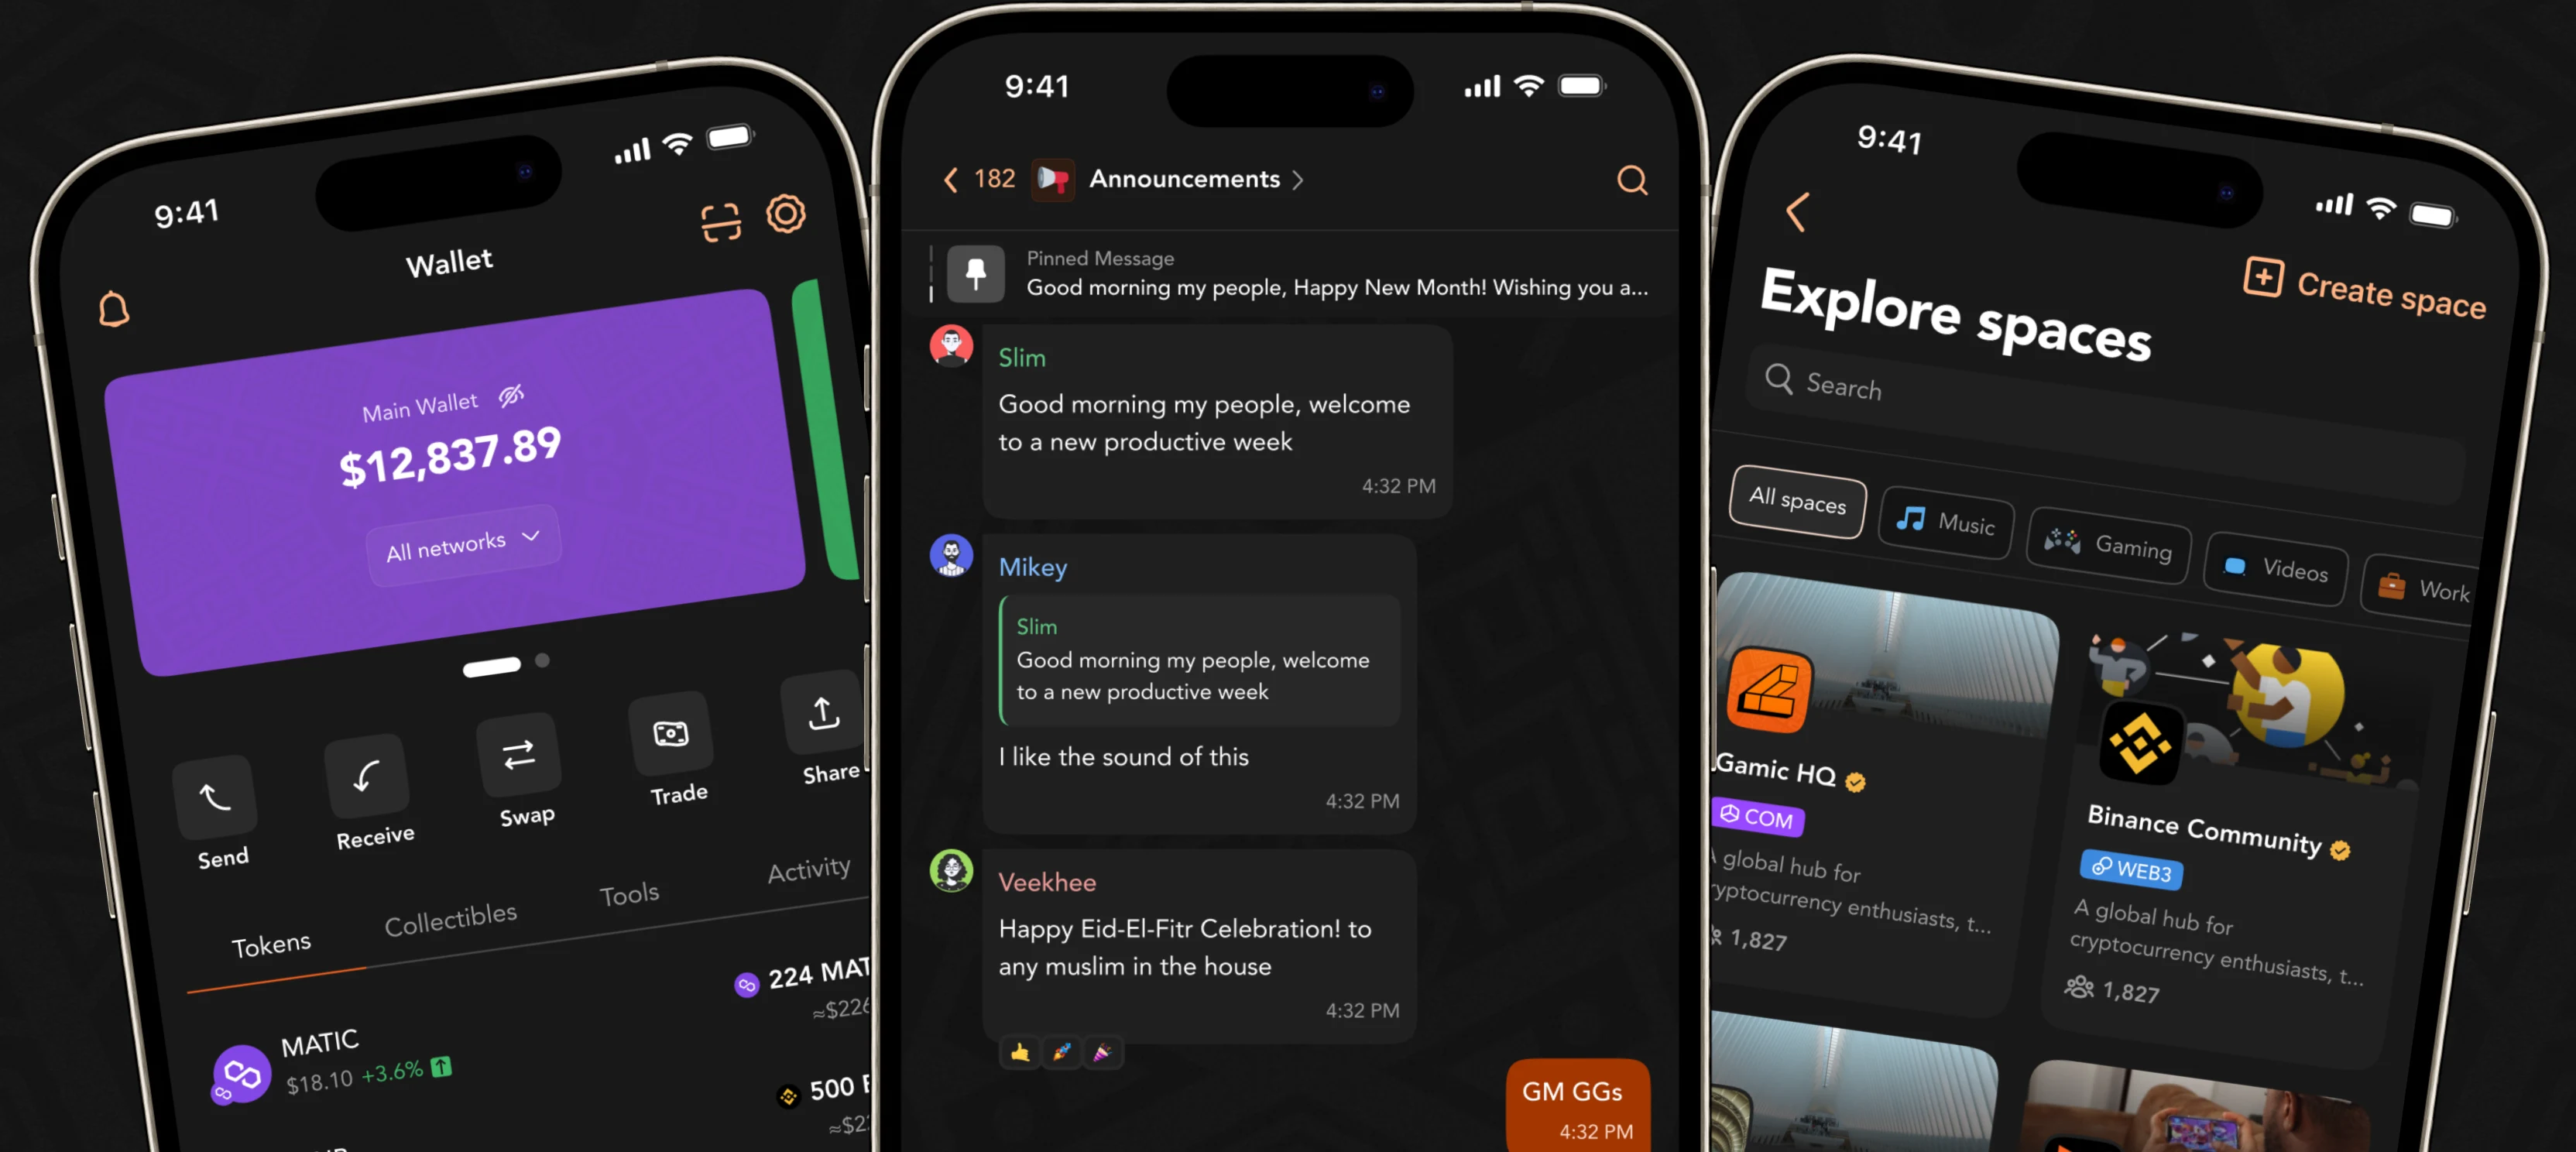 9:41
Wallet
Main Wallet
$12,837.89
All networks
Send
Receive
Swap
Trade
Share
Tokens
Collectibles
Tools
Activity
MATIC
$18.10 +3.6%
224 MAT
≈$226
500
≈$2
9:41
182
Announcements
Pinned Message
Good morning my people, Happy New Month! Wishing you a...
Slim
Good morning my people, welcome
to a new productive week
4:32 PM
Mikey
Slim
Good morning my people, welcome
to a new productive week
I like the sound of this
4:32 PM
Veekhee
Happy Eid-El-Fitr Celebration! to
any muslim in the house
4:32 PM
GM GGs
4:32 PM
9:41
Create space
Explore spaces
Search
All spaces
Music
Gaming
Videos
Work
Gamic HQ
COM
A global hub for
ryptocurrency enthusiasts, t...
1,827
Binance Community
WEB3
A global hub for
cryptocurrency enthusiasts, t...
1,827